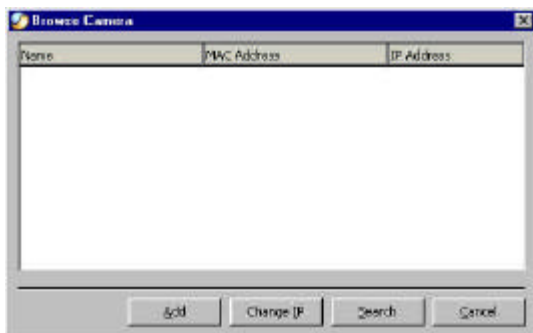 Browse Camera
Name MAC Address IP Address
Add Change IP Search Cancel